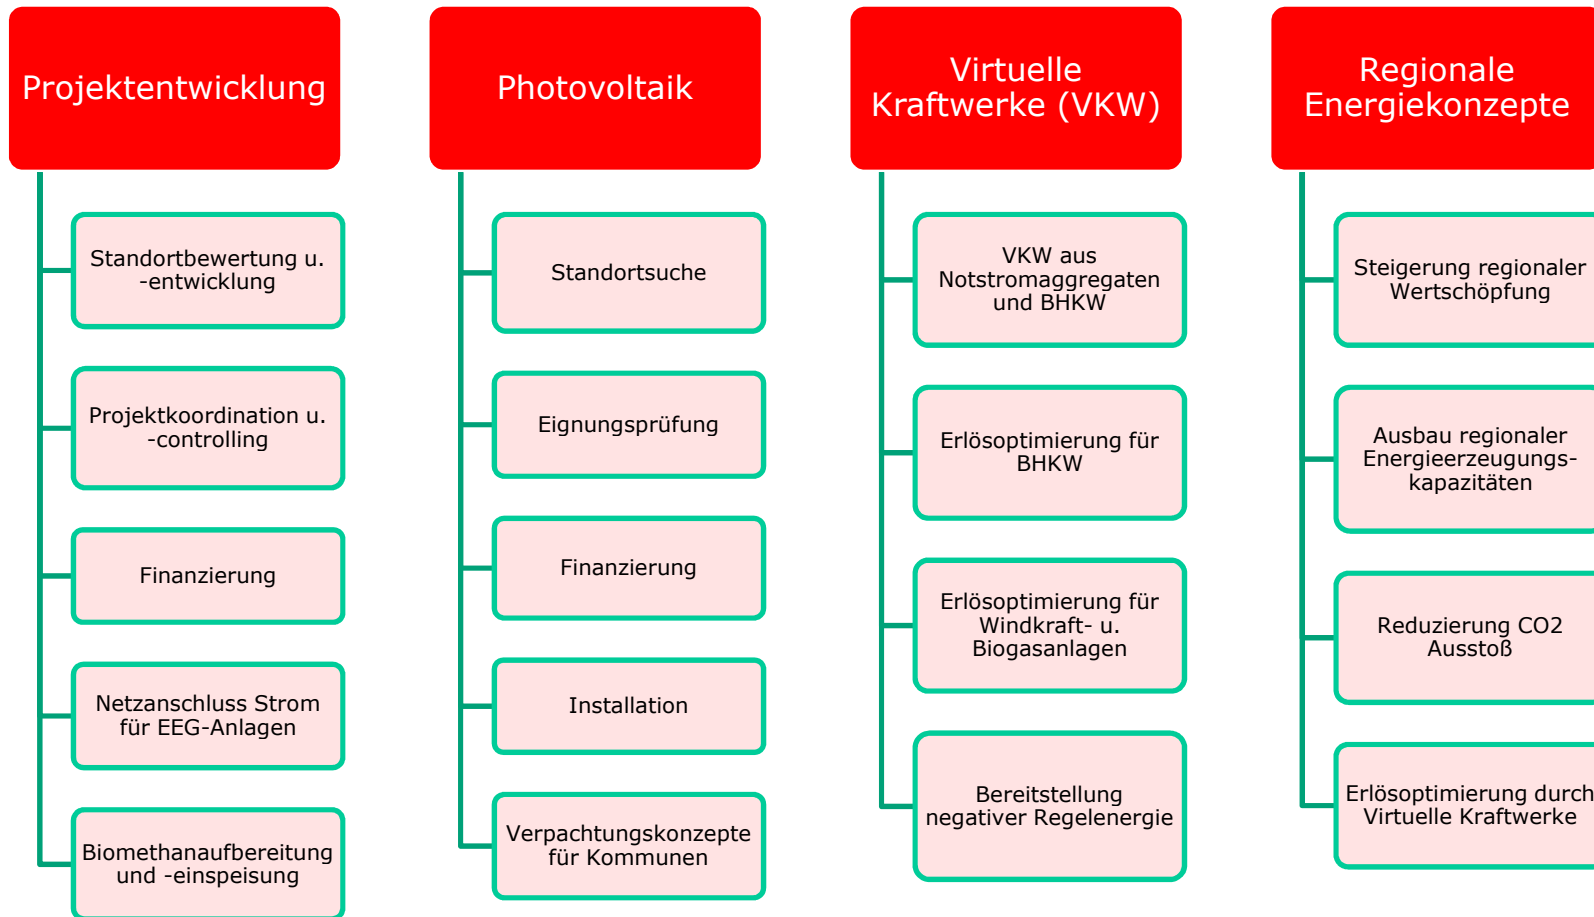 Projektentwicklung
Standortbewertung u.
-entwicklung
Projektkoordination u.
-controlling
Finanzierung
Netzanschluss Strom
für EEG-Anlagen
Biomethanaufbereitung
und -einspeisung
Photovoltaik
Standortsuche
Eignungsprüfung
Finanzierung
Installation
Verpachtungskonzepte
für Kommunen
Virtuelle
Kraftwerke (VKW)
VKW aus
Notstromaggregaten
und BHKW
Erlösoptimierung für
BHKW
Erlösoptimierung für
Windkraft- u.
Biogasanlagen
Bereitstellung
negativer Regelenergie
Regionale
Energiekonzepte
Steigerung regionaler
Wertschöpfung
Ausbau regionaler
Energieerzeugungs-
kapazitäten
Reduzierung CO2
Ausstoß
Erlösoptimierung durch
Virtuelle Kraftwerke